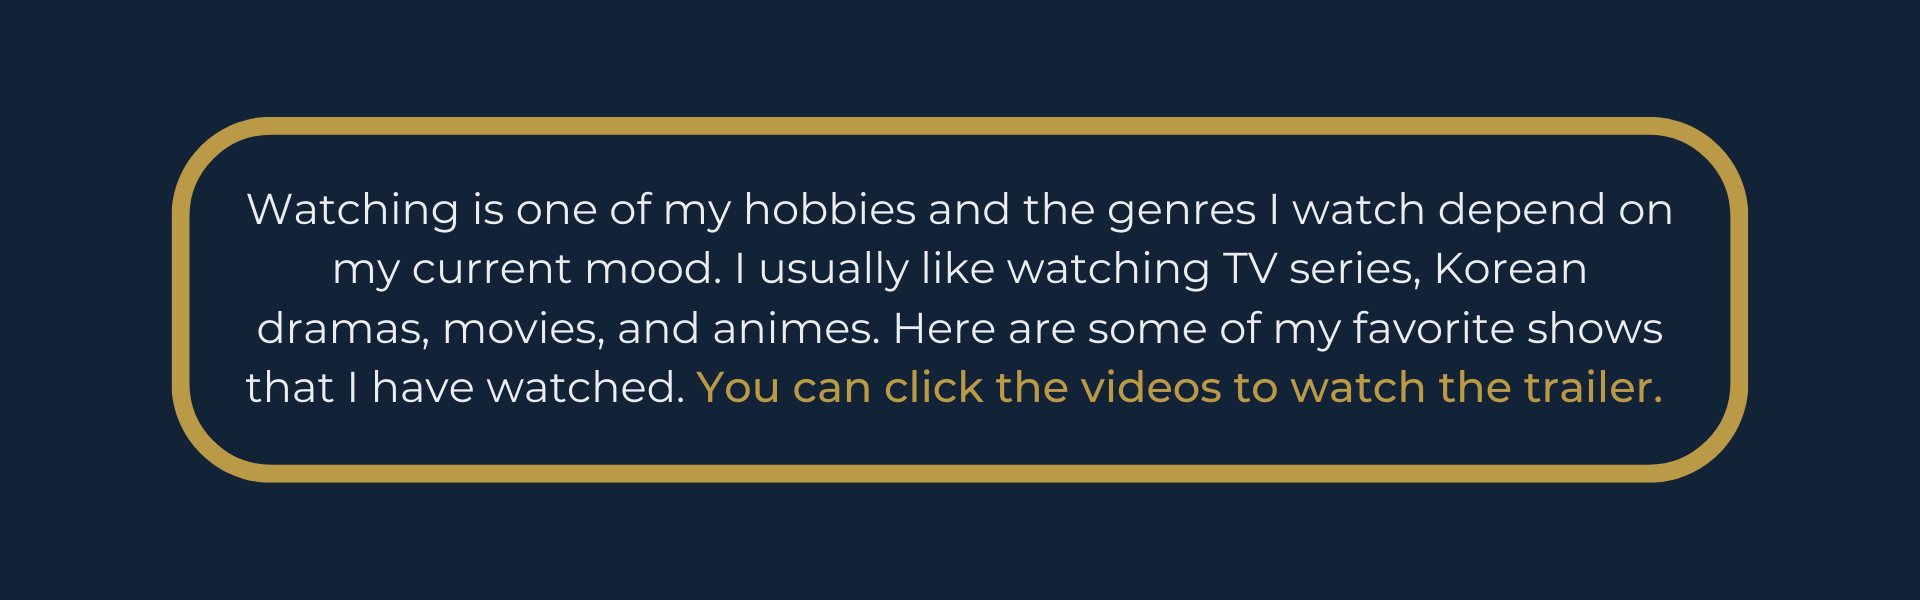 Watching is one of my hobbies and the genres I watch depend on
my current mood. I usually like watching TV series, Korean
dramas, movies, and animes. Here are some of my favorite shows
that I have watched. You can click the videos to watch the trailer.